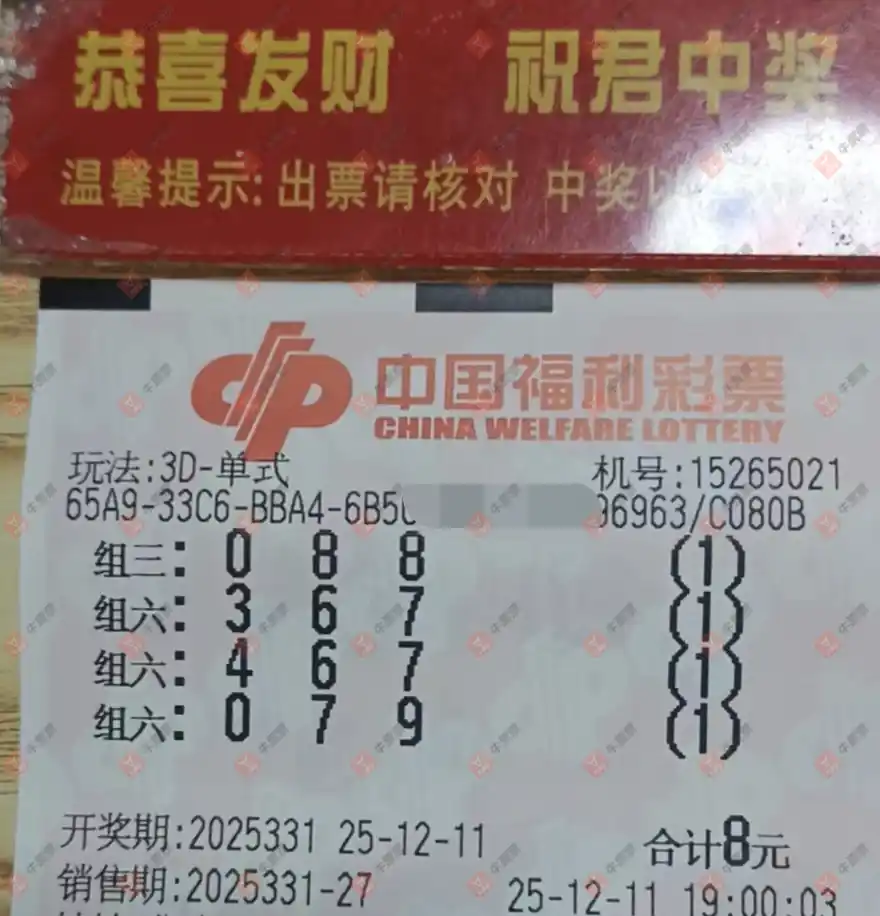 恭喜发财 祝君中奖
温馨提示:出票请核对 中奖
中国福利彩票
CHINA WELFARE LOTTERY
玩法:3D-单式 机号:15265021
65A9-33C6-BBA4-6B5 96963/C080B
组三: 0 8 8 (1)
组六: 3 6 7 (1)
组六: 4 6 7 (1)
组六: 0 7 9 (1)
开奖期:2025331 25-12-11 合计8元
销售期:2025331-27 25-12-11 19:00:03